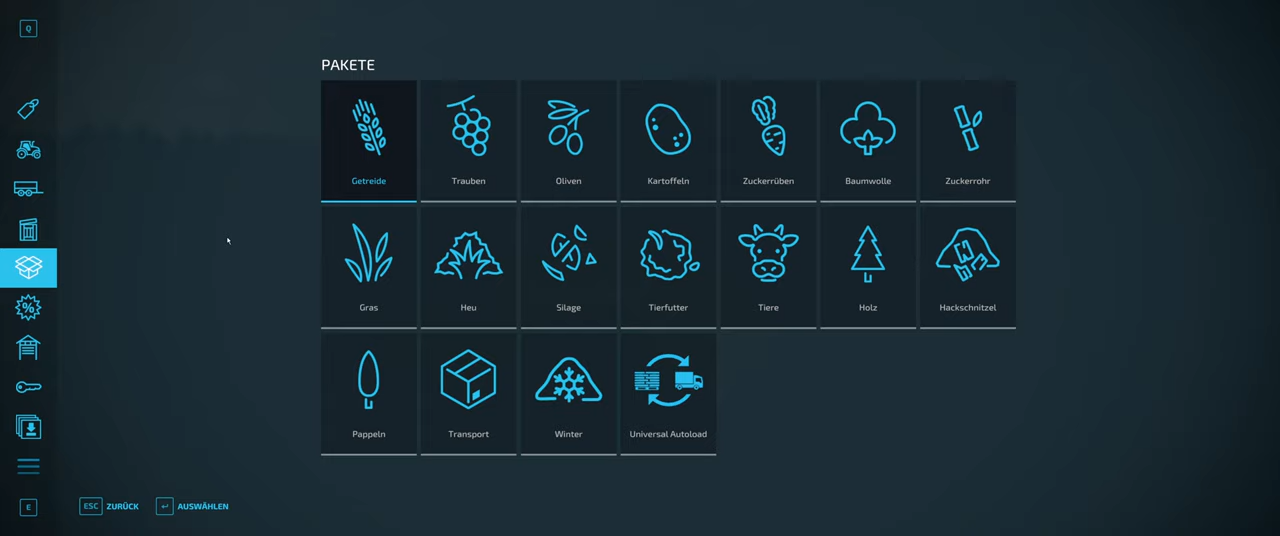 Q
PAKETE
Getreide
Trauben
Oliven
Kartoffeln
Zuckerrüben
Baumwolle
Zuckerrohr
Gras
Heu
Silage
Tierfutter
Tiere
Holz
Hackschnitzel
Pappeln
Transport
Winter
Universal Autoload
%
E
ESC ZURÜCK AUSWÄHLEN